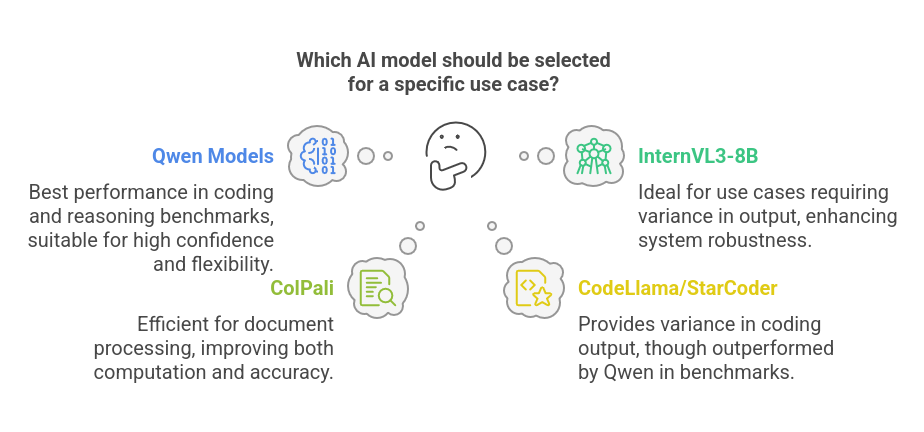 Which AI model should be selected
for a specific use case?
Qwen Models
Best performance in coding
and reasoning benchmarks,
suitable for high confidence
and flexibility.
InternVL3-8B
Ideal for use cases requiring
variance in output, enhancing
system robustness.
ColPali
Efficient for document
processing, improving both
computation and accuracy.
CodeLlama/StarCoder
Provides variance in coding
output, though outperformed
by Qwen in benchmarks.